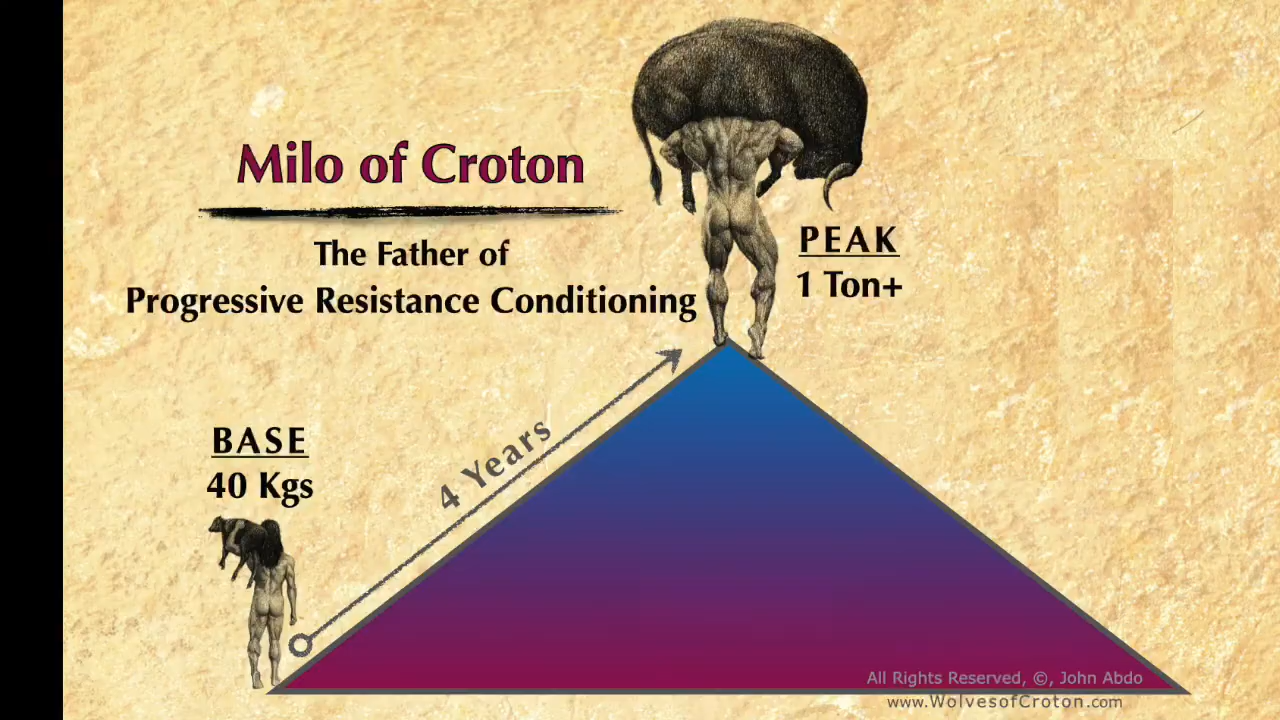 Milo of Croton
The Father of
Progressive Resistance Conditioning
PEAK
1 Ton+
4 Years
BASE
40 Kgs
All Rights Reserved, ©, John Abdo
www.WolvesofCroton.com